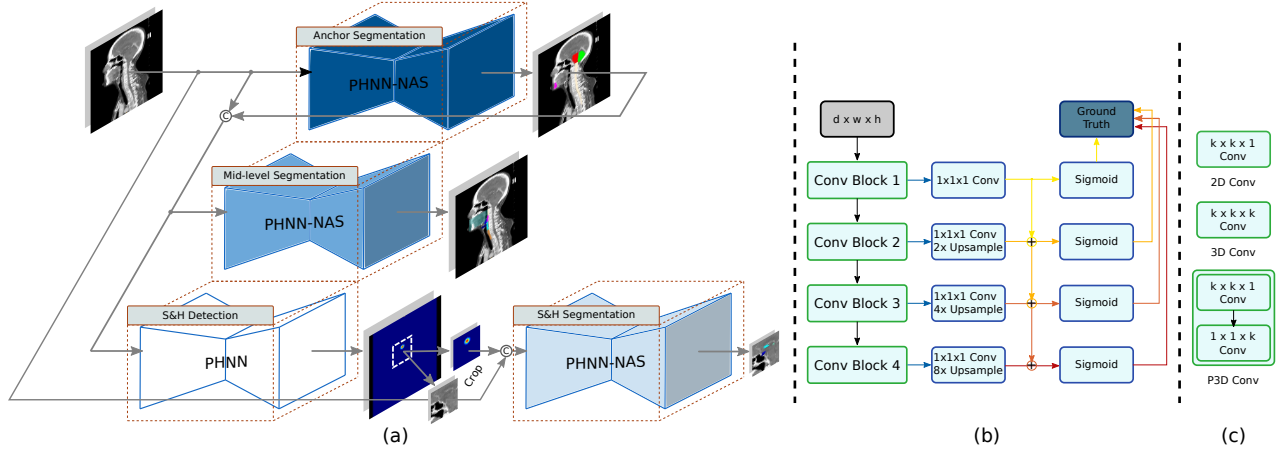 Anchor Segmentation
PHNN-NAS
©
Mid-level Segmentation
PHNN-NAS
S&H Detection
PHNN
Crop
©
S&H Segmentation
PHNN-NAS
(a)
d x w x h
Ground
Truth
Conv Block 1
1x1x1 Conv
Sigmoid
Conv Block 2
1x1x1 Conv
2x Upsample
+
Sigmoid
Conv Block 3
1x1x1 Conv
4x Upsample
+
Sigmoid
Conv Block 4
1x1x1 Conv
8x Upsample
+
Sigmoid
(b)
k x k x 1
Conv
2D Conv
k x k x k
Conv
3D Conv
k x k x 1
Conv
1 x 1 x k
Conv
P3D Conv
(c)